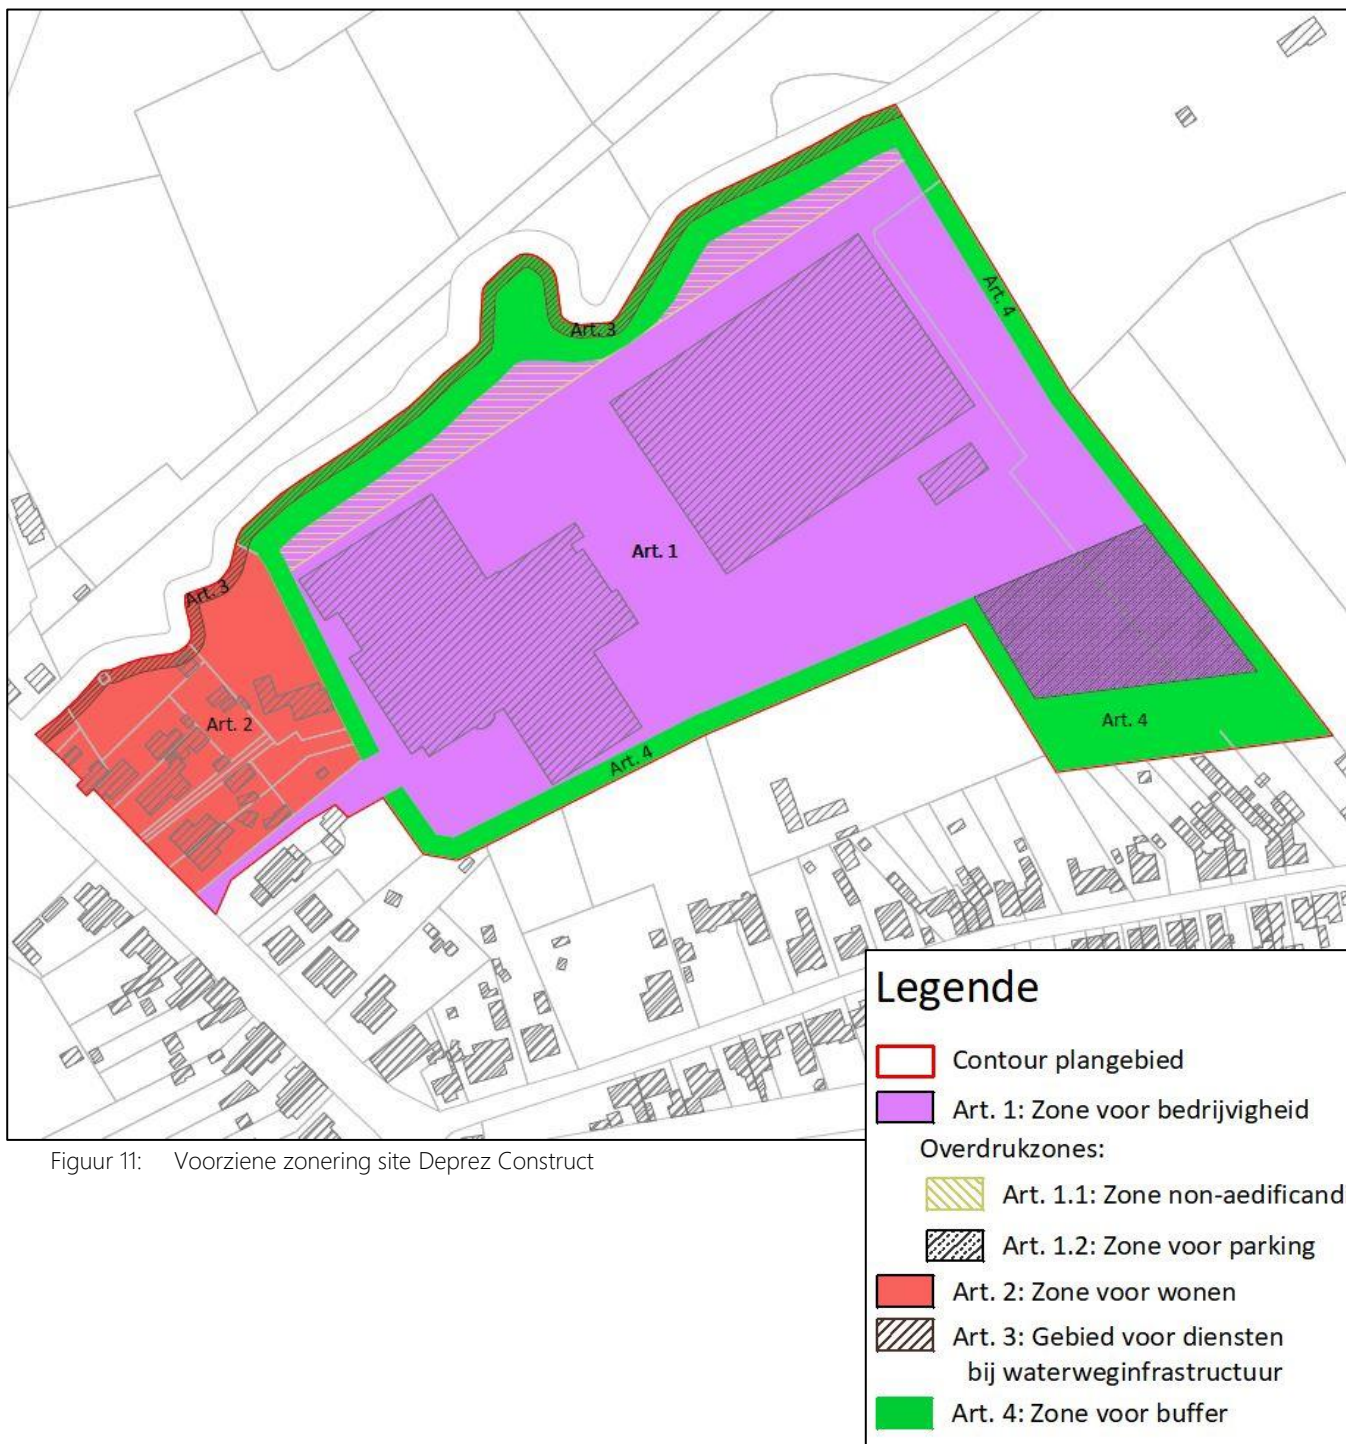 Art. 4
Art. 3
Art. 1
Art. 3
Art. 2
Art. 4
Art. 4
Legende
Contour plangebied
Art. 1: Zone voor bedrijvigheid
Overdrukzones:
Art. 1.1: Zone non-aedificand
Art. 1.2: Zone voor parking
Art. 2: Zone voor wonen
Art. 3: Gebied voor diensten
bij waterweginfrastructuur
Art. 4: Zone voor buffer
Figuur 11: Voorziene zonering site Deprez Construct